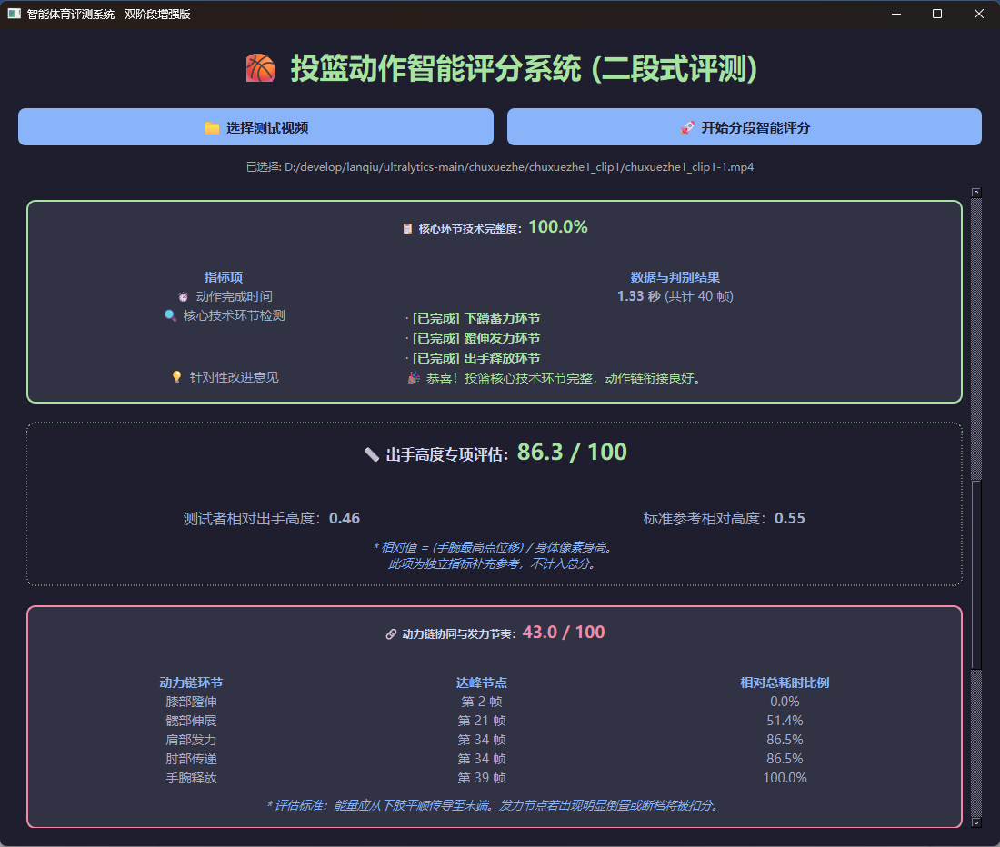 智能体育评测系统 - 双阶段增强版
投篮动作智能评分系统 (二段式评测)
选择测试视频
开始分段智能评分
已选择: D:/develop/lanqiu/ultralytics-main/chuxuezhe/chuxuezhe1_clip1/chuxuezhe1_clip1-1.mp4
核心环节技术完整度：100.0%
指标项 数据与判别结果
动作完成时间 1.33 秒 (共计 40 帧)
核心技术环节检测
· [已完成] 下蹲蓄力环节
· [已完成] 蹬伸发力环节
· [已完成] 出手释放环节
针对性改进意见 恭喜！投篮核心技术环节完整，动作链衔接良好。
出手高度专项评估：86.3 / 100
测试者相对出手高度：0.46 标准参考相对高度：0.55
* 相对值 = (手腕最高点位移) / 身体像素身高。
此项为独立指标补充参考，不计入总分。
动力链协同与发力节奏：43.0 / 100
动力链环节 达峰节点 相对总耗时比例
膝部蹬伸 第 2 帧 0.0%
髋部伸展 第 21 帧 51.4%
肩部发力 第 34 帧 86.5%
肘部传递 第 34 帧 86.5%
手腕释放 第 39 帧 100.0%
* 评估标准：能量应从下肢平顺传导至末端。发力节点若出现明显倒置或断档将被扣分。